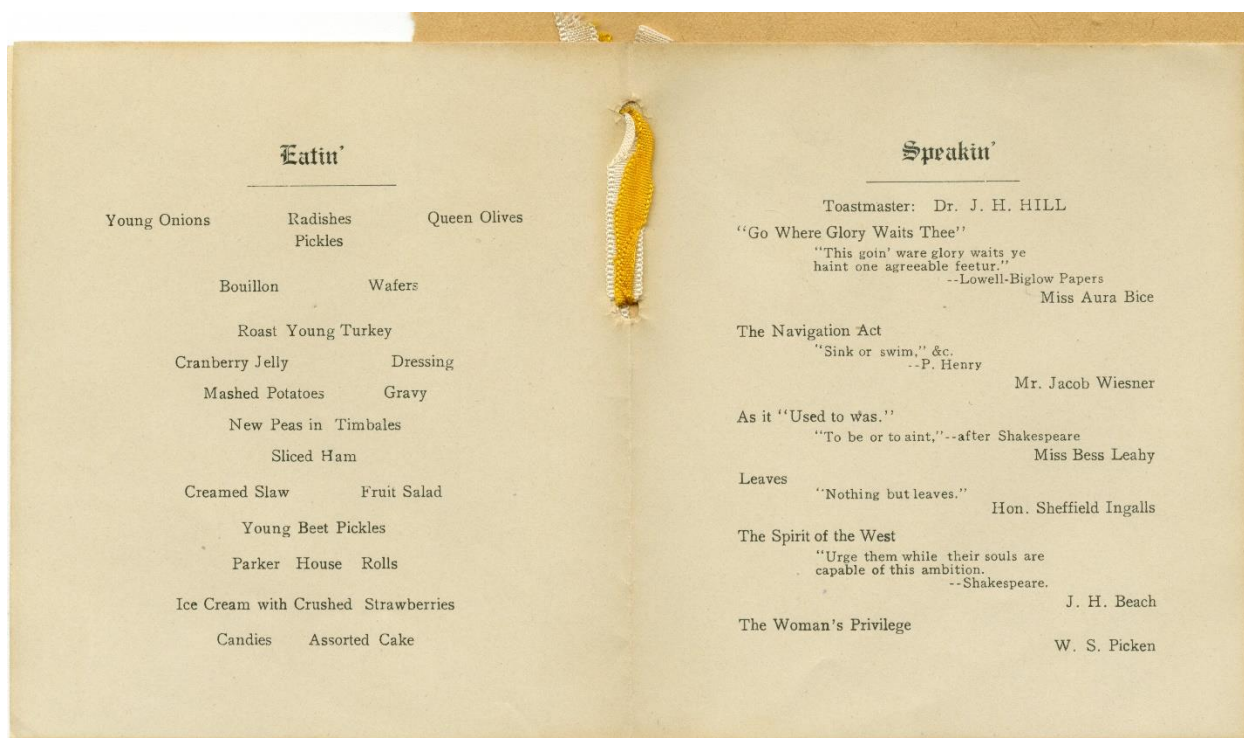 Eatin'
Young Onions Radishes Queen Olives
Pickles
Bouillon Wafers
Roast Young Turkey
Cranberry Jelly Dressing
Mashed Potatoes Gravy
New Peas in Timbales
Sliced Ham
Creamed Slaw Fruit Salad
Young Beet Pickles
Parker House Rolls
Ice Cream with Crushed Strawberries
Candies Assorted Cake
Speakin'
Toastmaster: Dr. J. H. HILL
"Go Where Glory Waits Thee"
"This goin' ware glory waits ye
haint one agreeable feetur."
--Lowell-Biglow Papers
Miss Aura Bice
The Navigation Act
"Sink or swim," &c.
--P. Henry
Mr. Jacob Wiesner
As it "Used to was."
"To be or to aint,"--after Shakespeare
Miss Bess Leahy
Leaves
"Nothing but leaves."
Hon. Sheffield Ingalls
The Spirit of the West
"Urge them while their souls are
capable of this ambition.
--Shakespeare.
J. H. Beach
The Woman's Privilege
W. S. Picken